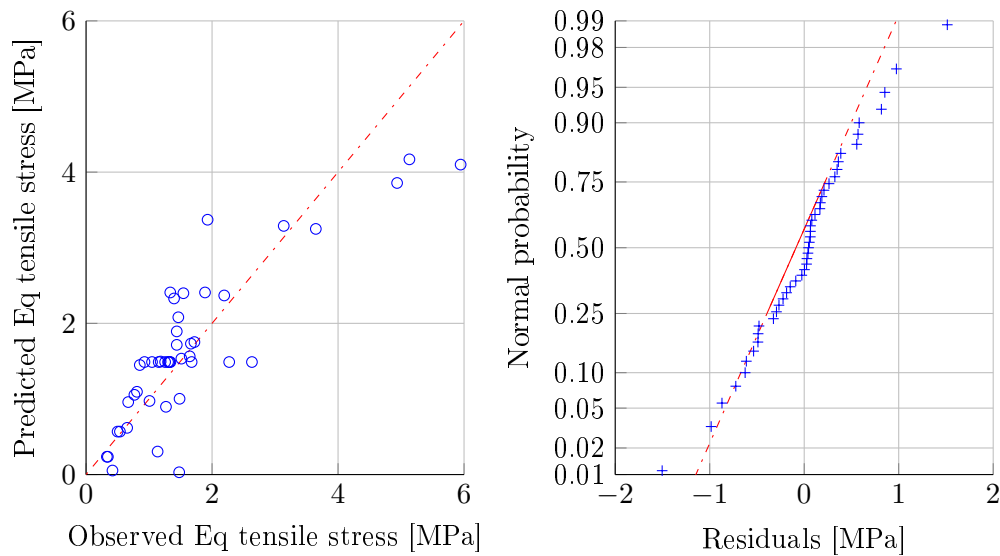 Predicted Eq tensile stress [MPa]
6
4
2
0
0 2 4 6
Observed Eq tensile stress [MPa]
Normal probability
0.99
0.98
0.95
0.90
0.75
0.50
0.25
0.10
0.05
0.02
0.01
−2 −1 0 1 2
Residuals [MPa]